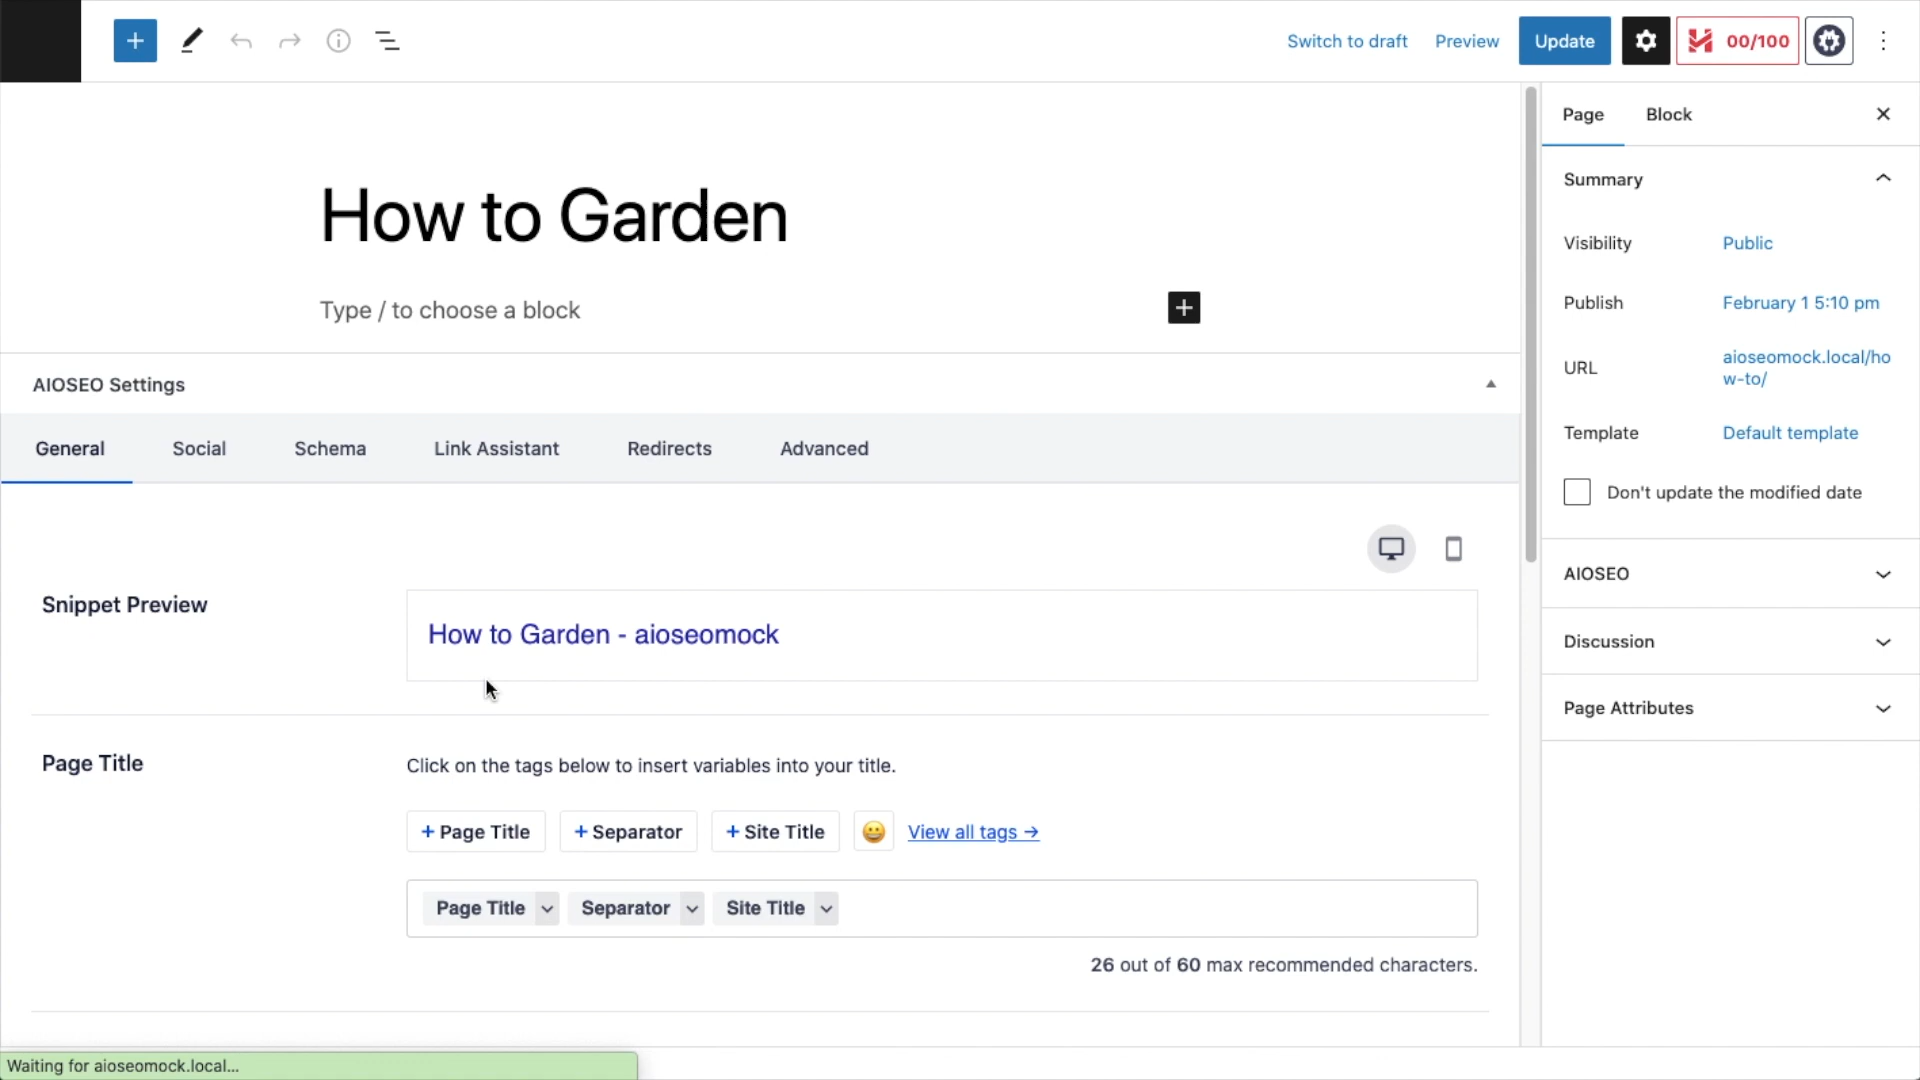 Switch to draft Preview Update 00/100
Page Block
How to Garden
Type / to choose a block
Summary
Visibility Public
Publish February 1 5:10 pm
URL aioseomock.local/ho
w-to/
Template Default template
Don't update the modified date
AIOSEO
Discussion
Page Attributes
AIOSEO Settings
General Social Schema Link Assistant Redirects Advanced
Snippet Preview
How to Garden - aioseomock
Page Title
Click on the tags below to insert variables into your title.
+ Page Title + Separator + Site Title View all tags →
Page Title Separator Site Title
26 out of 60 max recommended characters.
Waiting for aioseomock.local...